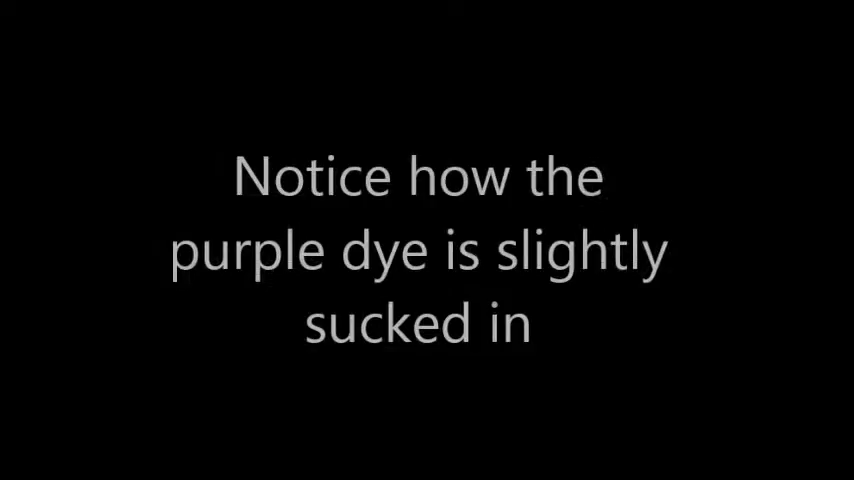 Notice how the
purple dye is slightly
sucked in